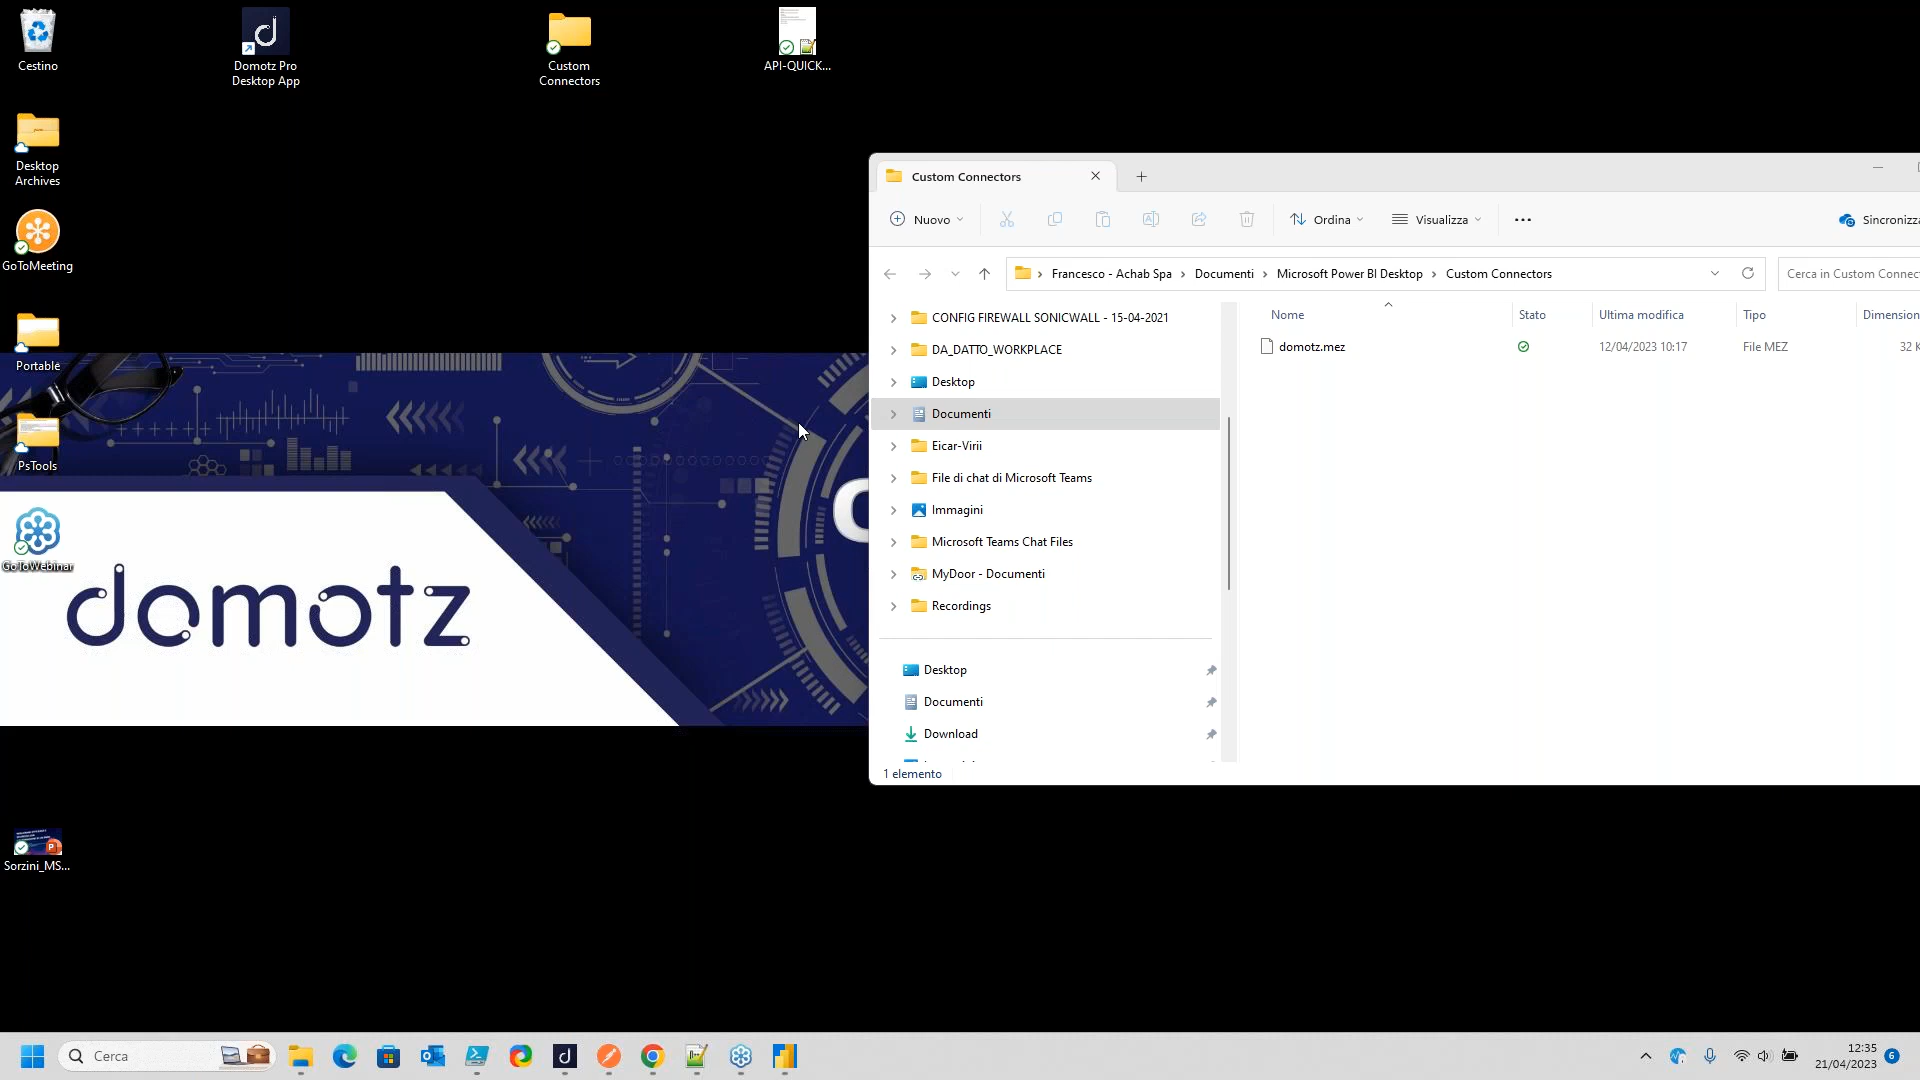 Cestino
Domotz Pro
Desktop App
Custom
Connectors
API-QUICK...
Desktop
Archives
GoToMeeting
Portable
PsTools
GoToWebinar
domotz
Sorzini_MS...
Custom Connectors
Nuovo
Ordina
Visualizza
Sincronizza
Francesco - Achab Spa
Documenti
Microsoft Power BI Desktop
Custom Connectors
Cerca in Custom Connec
CONFIG FIREWALL SONICWALL - 15-04-2021
DA_DATTO_WORKPLACE
Desktop
Documenti
Eicar-Virii
File di chat di Microsoft Teams
Immagini
Microsoft Teams Chat Files
MyDoor - Documenti
Recordings
Desktop
Documenti
Download
Nome
Stato
Ultima modifica
Tipo
Dimension
domotz.mez
12/04/2023 10:17
File MEZ
32 K
1 elemento
Cerca
12:35
21/04/2023
6